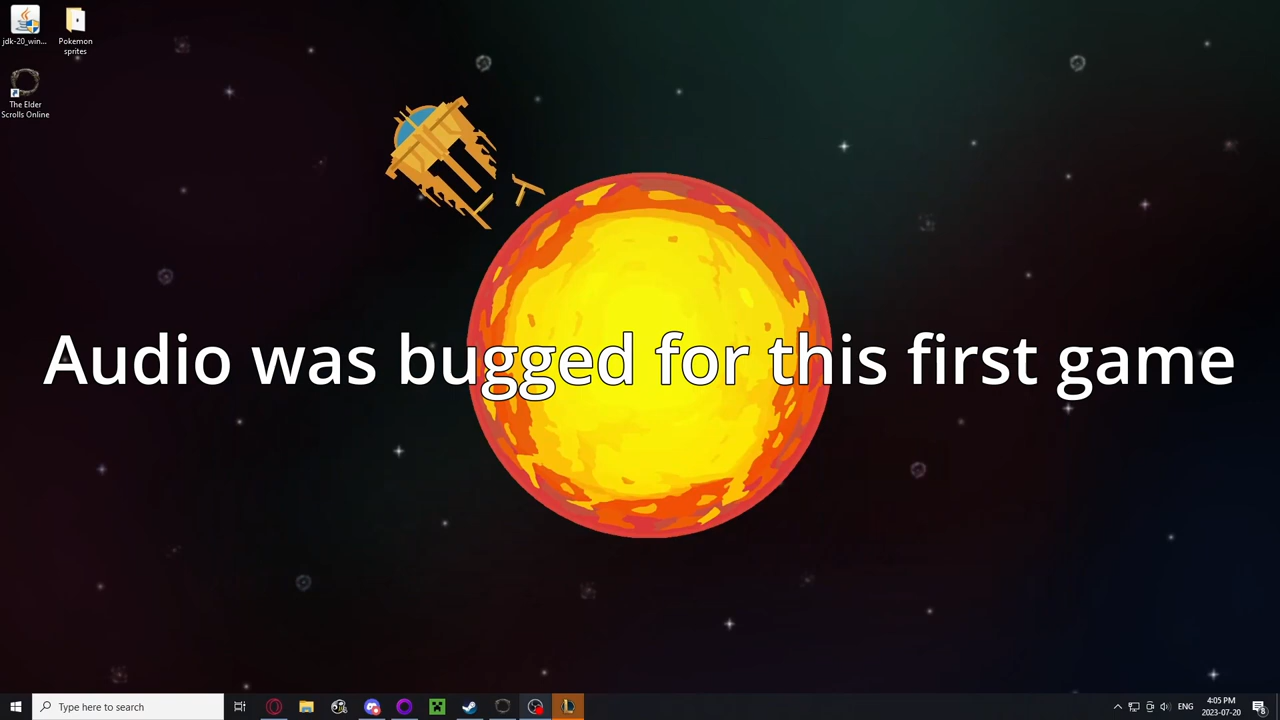 jdk-20_win...
Pokemon
sprites
The Elder
Scrolls Online
Audio was bugged for this first game
Type here to search
ENG
4:05 PM
2023-07-20